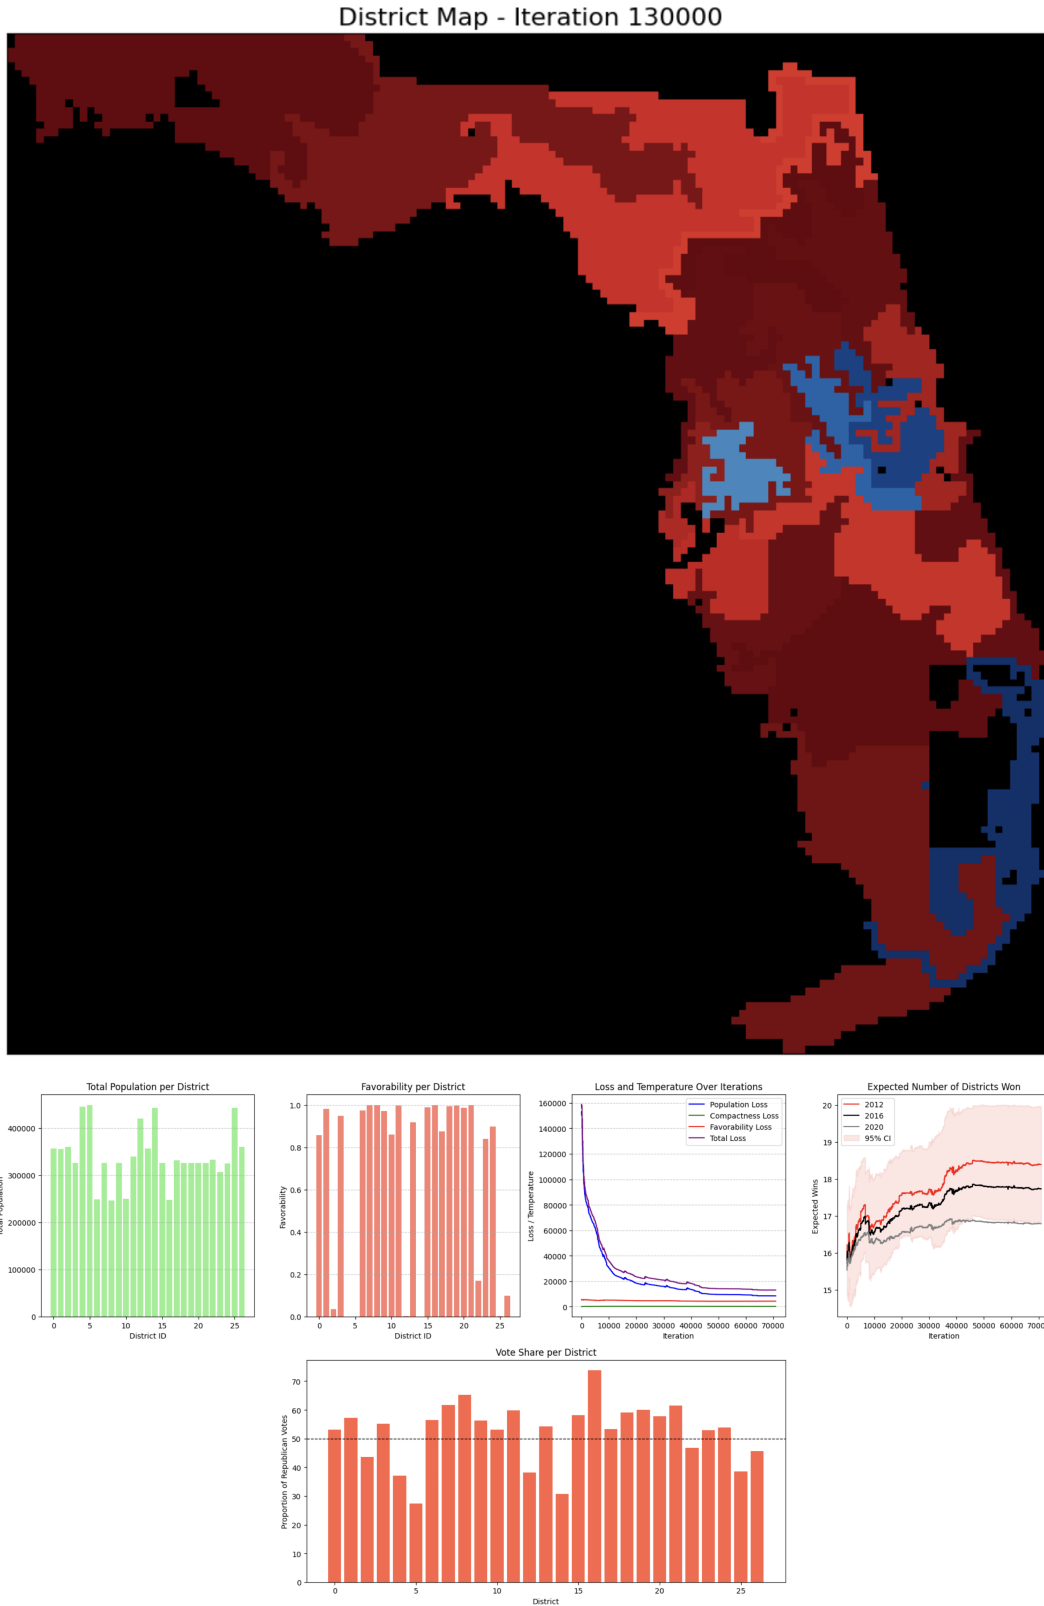 District Map - Iteration 130000
Total Population per District
400000
300000
200000
100000
0
0 5 10 15 20 25
District ID
Favorability per District
Favorability
1.0
0.8
0.6
0.4
0.2
0.0
0 5 10 15 20 25
District ID
Loss and Temperature Over Iterations
Loss / Temperature
160000
140000
120000
100000
80000
60000
40000
20000
0
Population Loss
Compactness Loss
Favorability Loss
Total Loss
0 10000 20000 30000 40000 50000 60000 70000
Iteration
Expected Number of Districts Won
Expected Wins
20
19
18
17
16
15
2012
2016
2020
95% CI
0 10000 20000 30000 40000 50000 60000 7000
Iteration
Vote Share per District
Proportion of Republican Votes
70
60
50
40
30
20
10
0
0 5 10 15 20 25
District